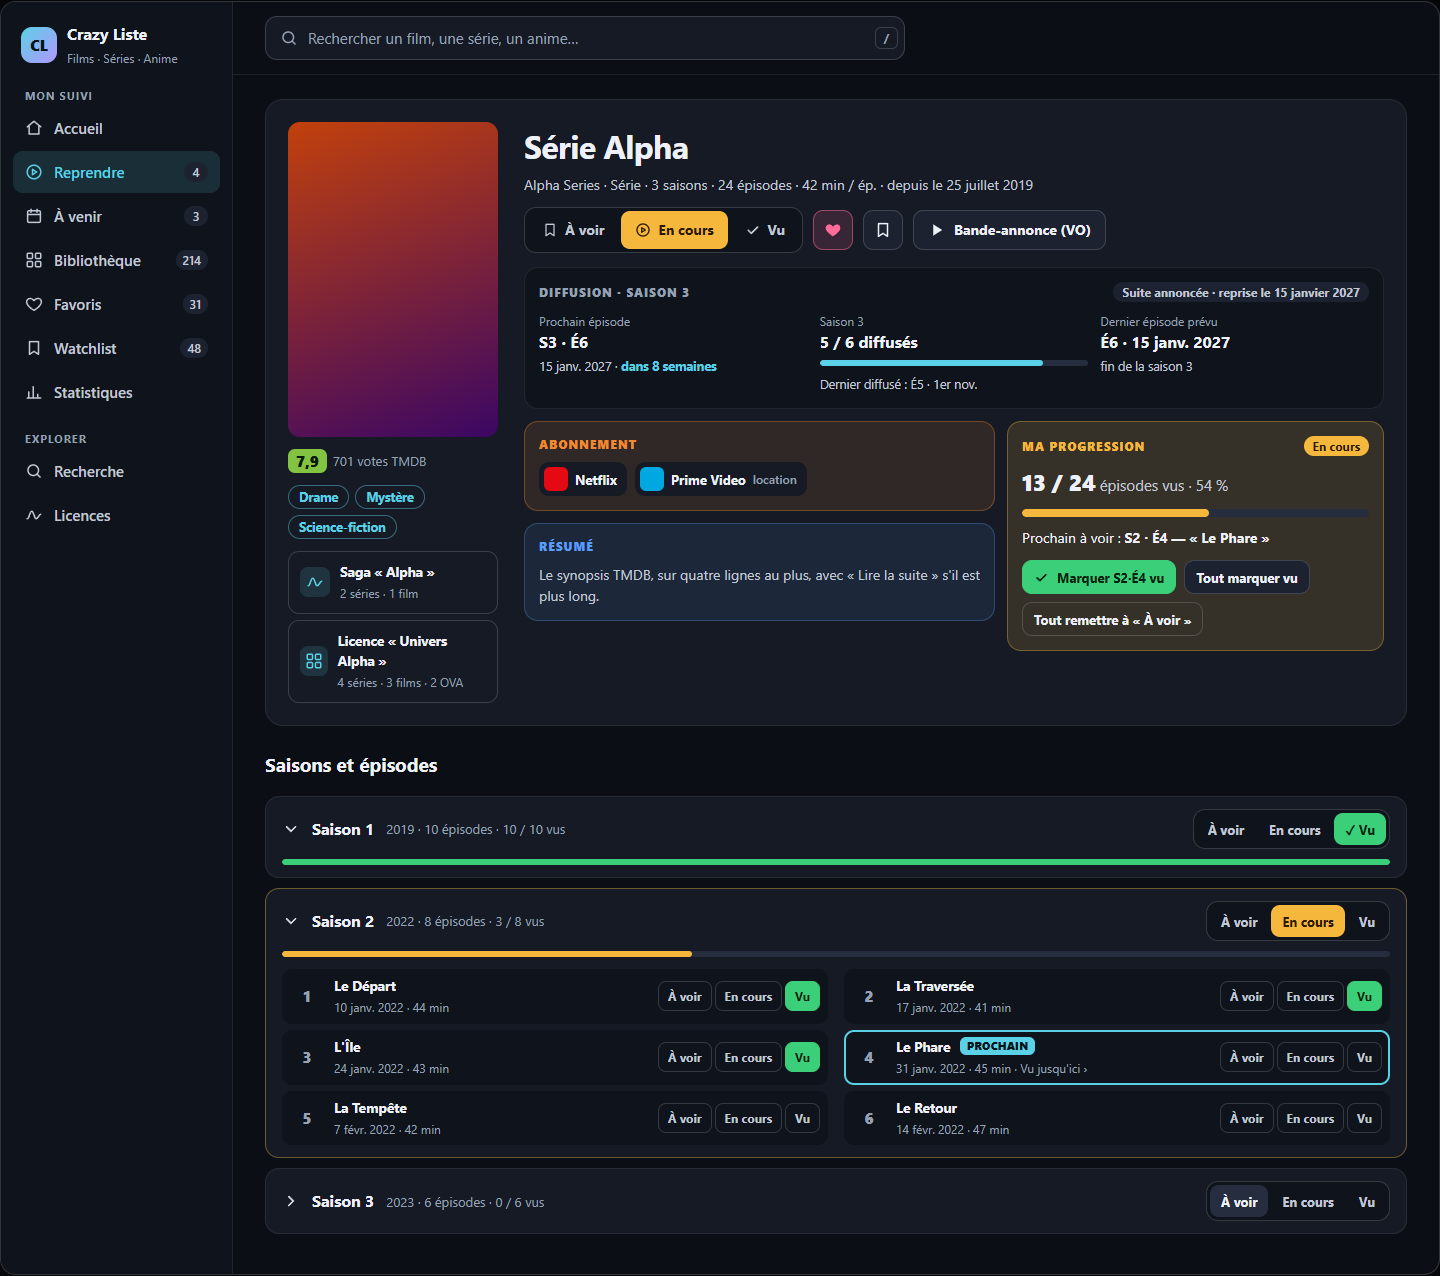 CL
Crazy Liste
Films · Séries · Anime
Rechercher un film, une série, un anime...
/
MON SUIVI
Accueil
Reprendre 4
À venir 3
Bibliothèque 214
Favoris 31
Watchlist 48
Statistiques
EXPLORER
Recherche
Licences
7,9 701 votes TMDB
Drame Mystère
Science-fiction
Saga « Alpha »
2 séries · 1 film
Licence « Univers
Alpha »
4 séries · 3 films · 2 OVA
Série Alpha
Alpha Series · Série · 3 saisons · 24 épisodes · 42 min / ép. · depuis le 25 juillet 2019
À voir En cours Vu Bande-annonce (VO)
DIFFUSION · SAISON 3 Suite annoncée · reprise le 15 janvier 2027
Prochain épisode
S3 · É6
15 janv. 2027 · dans 8 semaines
Saison 3
5 / 6 diffusés
Dernier diffusé : É5 · 1er nov.
Dernier épisode prévu
É6 · 15 janv. 2027
fin de la saison 3
ABONNEMENT
Netflix Prime Video location
RÉSUMÉ
Le synopsis TMDB, sur quatre lignes au plus, avec « Lire la suite » s'il est
plus long.
MA PROGRESSION En cours
13 / 24 épisodes vus · 54 %
Prochain à voir : S2 · É4 — « Le Phare »
Marquer S2·É4 vu Tout marquer vu
Tout remettre à « À voir »
Saisons et épisodes
Saison 1 2019 · 10 épisodes · 10 / 10 vus À voir En cours ✓ Vu
Saison 2 2022 · 8 épisodes · 3 / 8 vus À voir En cours Vu
1 Le Départ
10 janv. 2022 · 44 min
À voir En cours Vu
2 La Traversée
17 janv. 2022 · 41 min
À voir En cours Vu
3 L'Île
24 janv. 2022 · 43 min
À voir En cours Vu
4 Le Phare PROCHAIN
31 janv. 2022 · 45 min · Vu jusqu'ici ›
À voir En cours Vu
5 La Tempête
7 févr. 2022 · 42 min
À voir En cours Vu
6 Le Retour
14 févr. 2022 · 47 min
À voir En cours Vu
Saison 3 2023 · 6 épisodes · 0 / 6 vus À voir En cours Vu